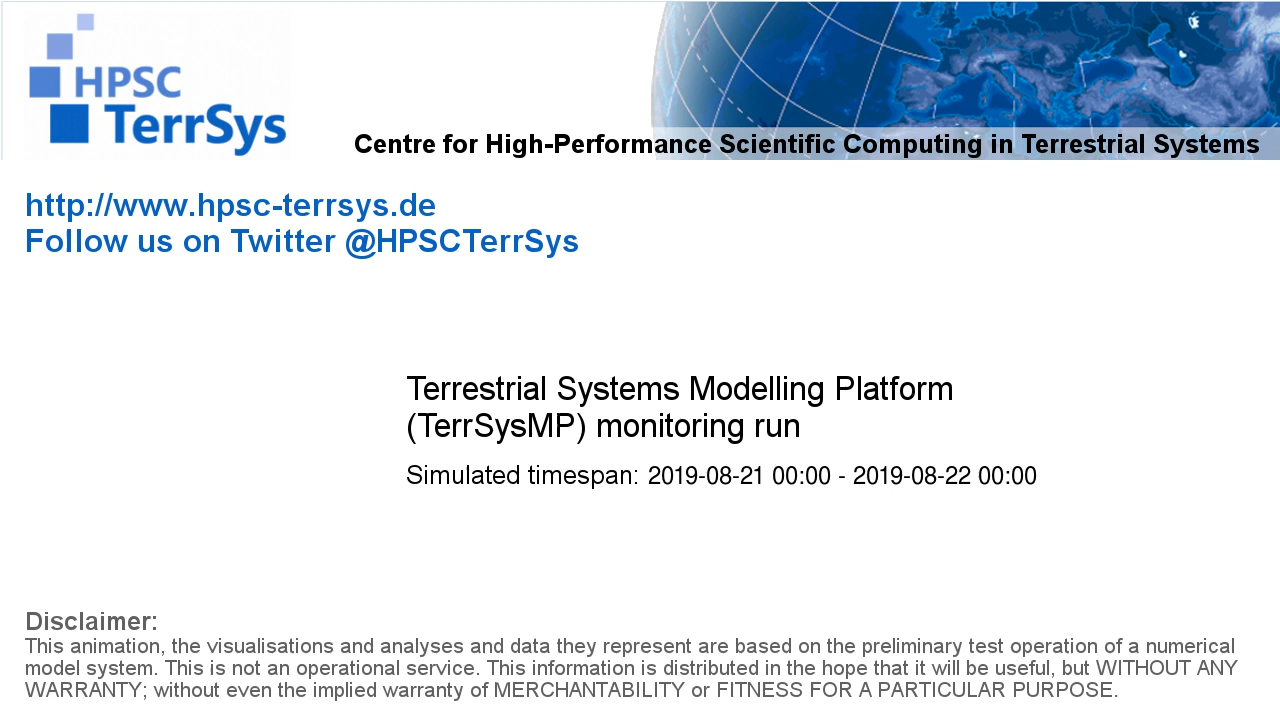 HPSC
TerrSys
Centre for High-Performance Scientific Computing in Terrestrial Systems
http://www.hpsc-terrsys.de
Follow us on Twitter @HPSCTerrSys
Terrestrial Systems Modelling Platform
(TerrSysMP) monitoring run
Simulated timespan: 2019-08-21 00:00 - 2019-08-22 00:00
Disclaimer:
This animation, the visualisations and analyses and data they represent are based on the preliminary test operation of a numerical
model system. This is not an operational service. This information is distributed in the hope that it will be useful, but WITHOUT ANY
WARRANTY; without even the implied warranty of MERCHANTABILITY or FITNESS FOR A PARTICULAR PURPOSE.